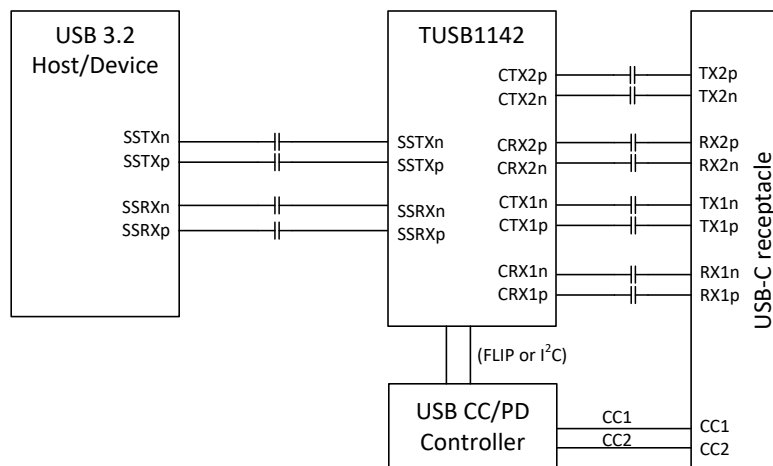 USB 3.2
Host/Device
SSTXn
SSTXp
SSRXn
SSRXp
TUSB1142
SSTXn
SSTXp
SSRXn
SSRXp
CTX2p
CTX2n
CRX2p
CRX2n
CTX1n
CTX1p
CRX1n
CRX1p
TX2p
TX2n
RX2p
RX2n
TX1n
TX1p
RX1n
RX1p
USB-C receptacle
(FLIP or I²C)
USB CC/PD
Controller
CC1
CC2
CC1
CC2